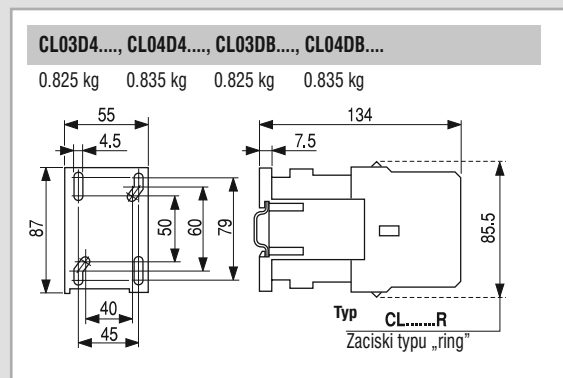 CL03D4...., CL04D4...., CL03DB...., CL04DB....
0.825 kg 0.835 kg 0.825 kg 0.835 kg
55
134
4.5
7.5
87
50
60
79
85.5
40
45
Typ CL.......R
Zaciski typu „ring”